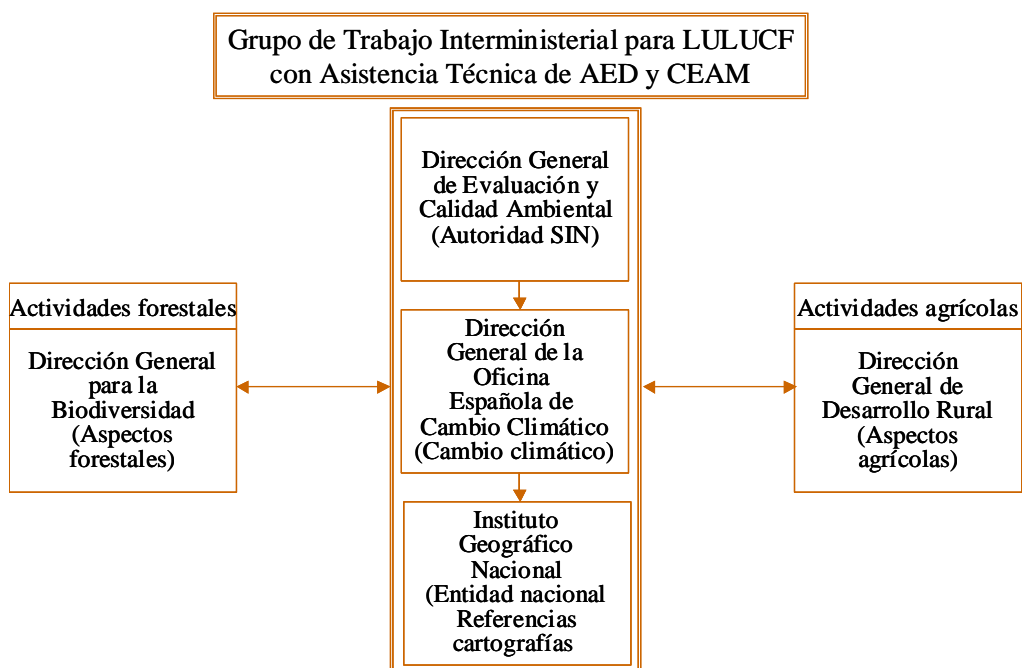 Grupo de Trabajo Interministerial para LULUCF
con Asistencia Técnica de AED y CEAM
Dirección General
de Evaluación y
Calidad Ambiental
(Autoridad SIN)
Actividades forestales
Dirección General
para la
Biodiversidad
(Aspectos
forestales)
Dirección
General de la
Oficina
Española de
Cambio Climático
(Cambio climático)
Actividades agrícolas
Dirección
General de
Desarrollo Rural
(Aspectos
agrícolas)
Instituto
Geográfico
Nacional
(Entidad nacional
Referencias
cartografías